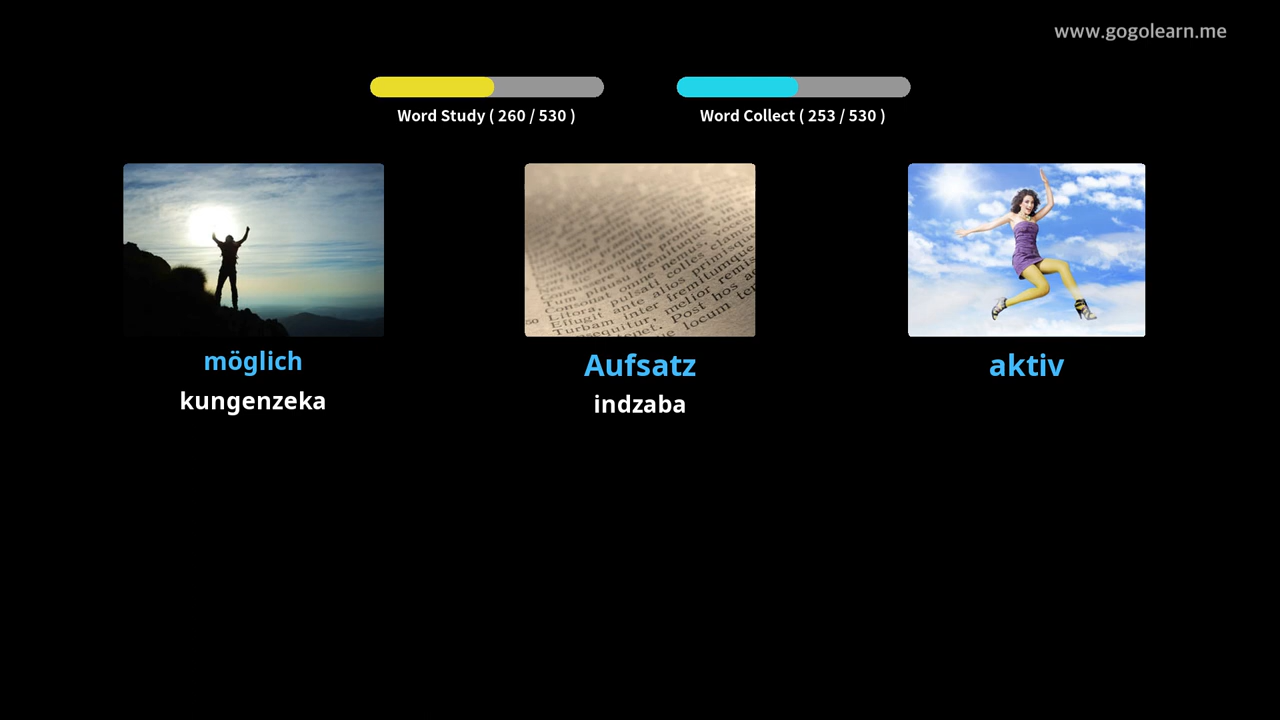 www.gogolearn.me
Word Study ( 260 / 530 )
Word Collect ( 253 / 530 )
möglich
kungenzeka
Aufsatz
indzaba
aktiv